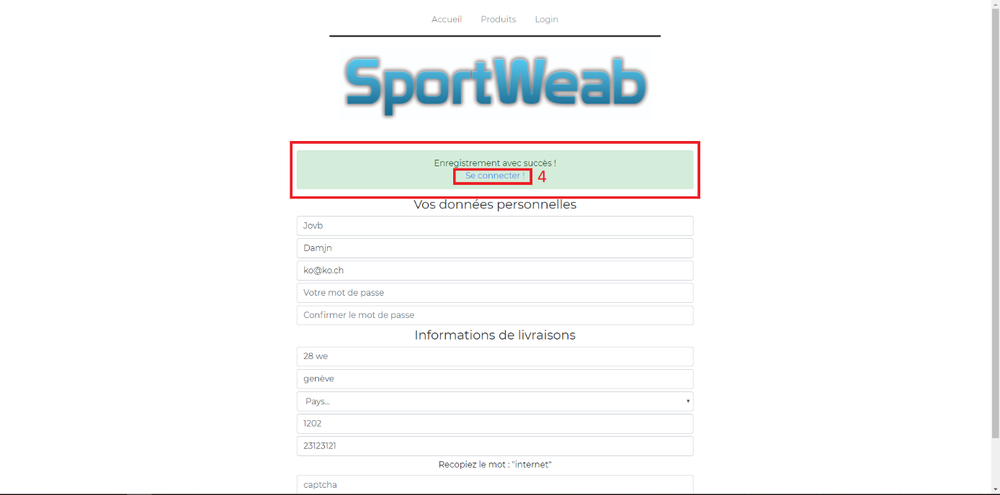 Accueil Produits Login
SportWeab
Enregistrement avec succès !
Se connecter ! 4
Vos données personnelles
Jovb
Damjn
ko@ko.ch
Votre mot de passe
Confirmer le mot de passe
Informations de livraisons
28 we
genève
Pays...
1202
23123121
Recopiez le mot : "internet"
captcha